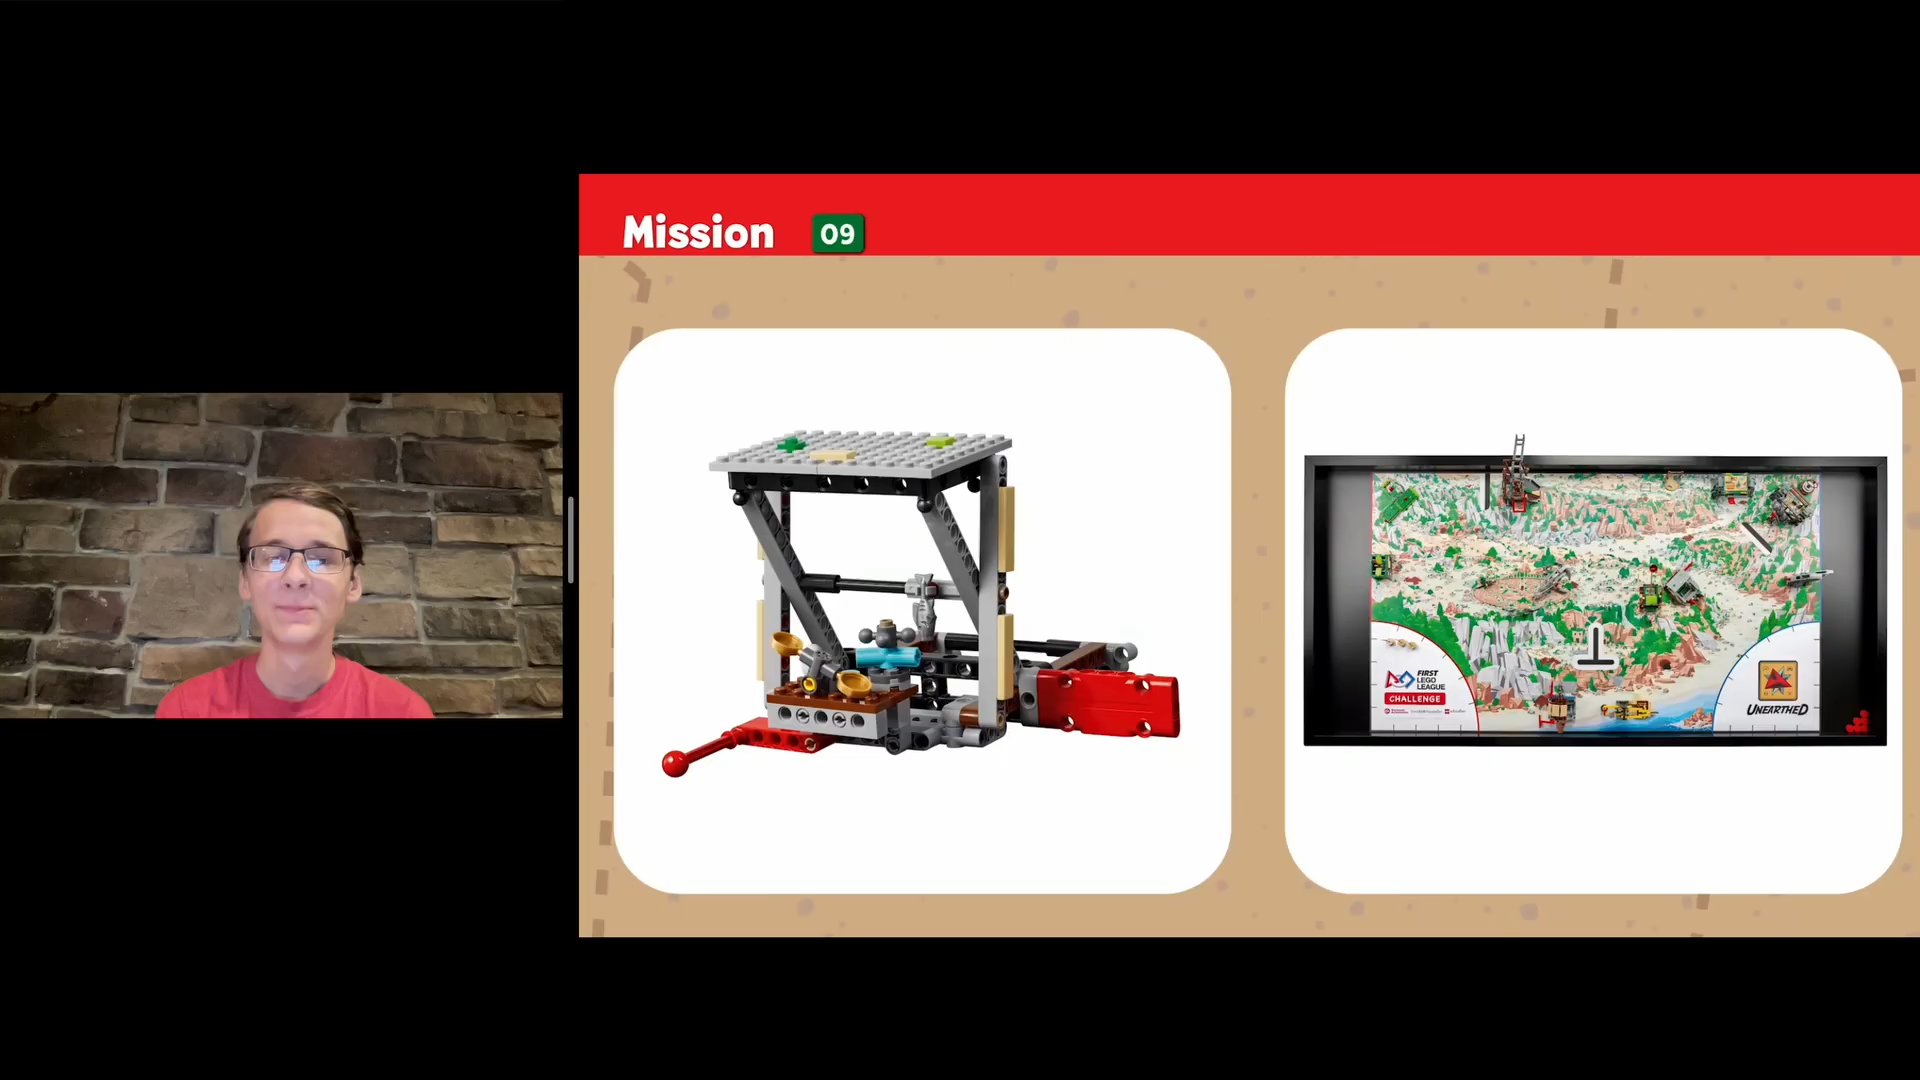 Mission 09
FIRST
LEGO
LEAGUE
CHALLENGE
UNEARTHED